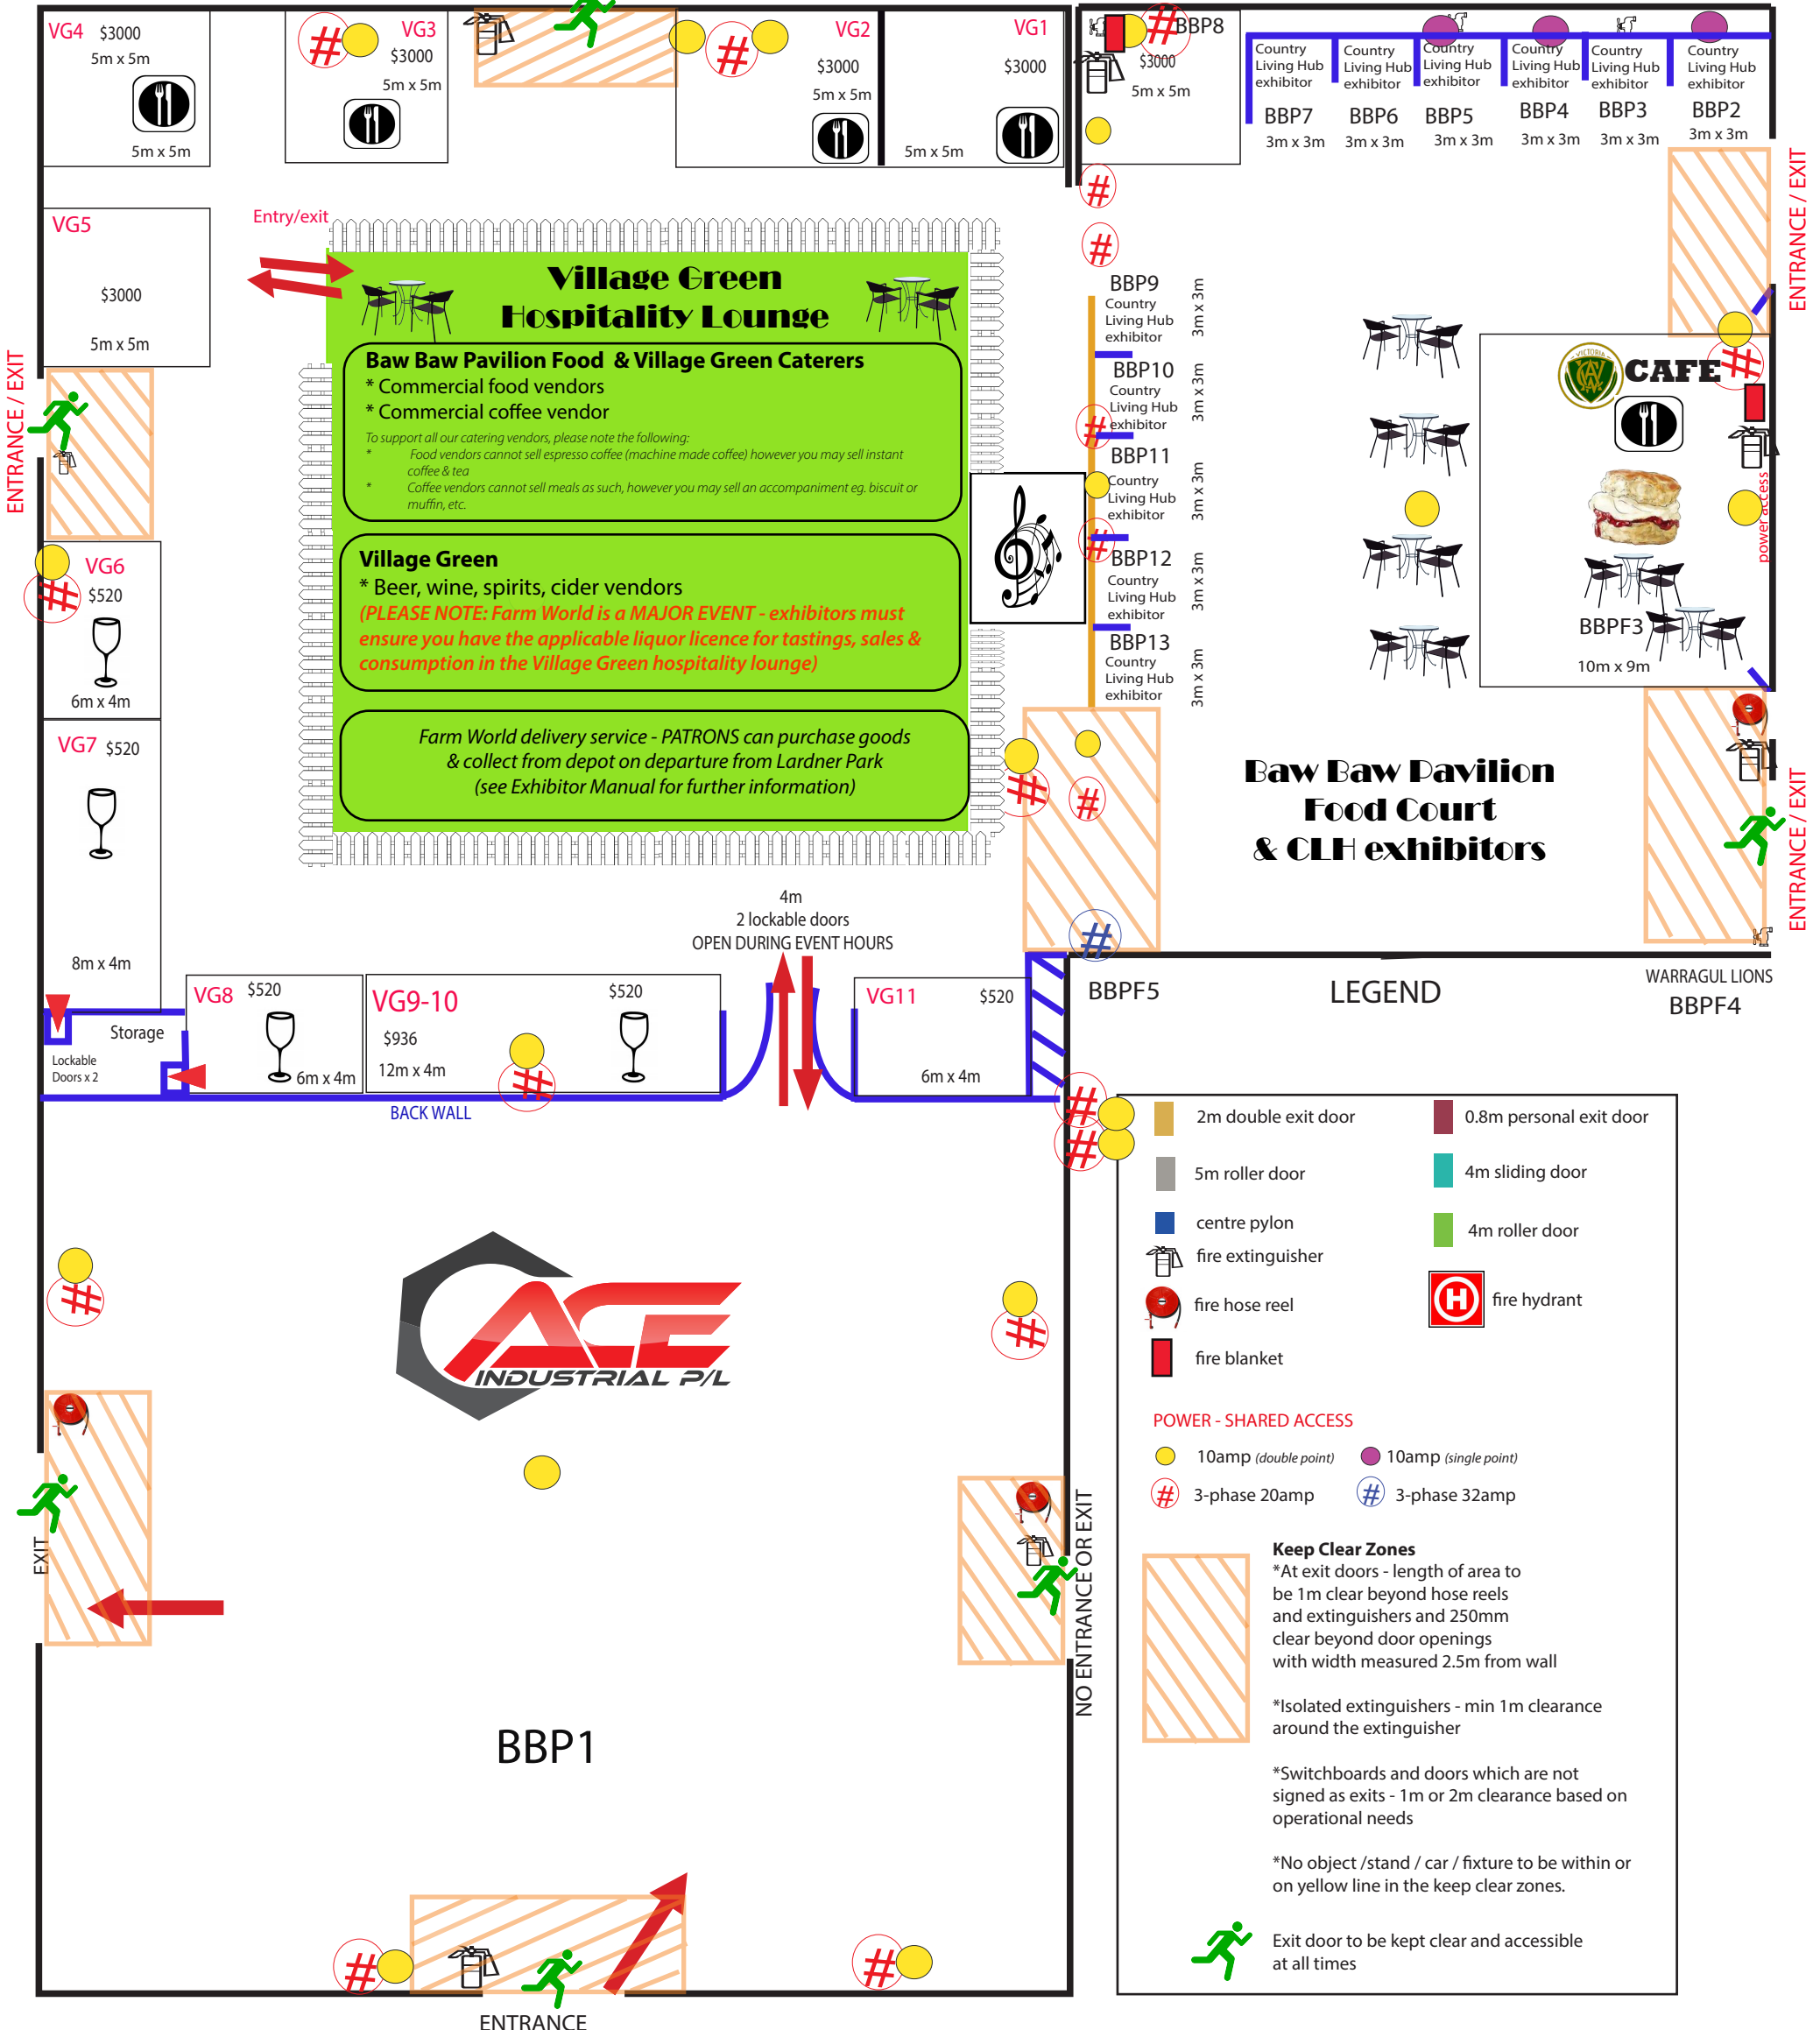 VG4 $3000
5m x 5m
5m x 5m
VG3
$3000
5m x 5m
VG2
$3000
5m x 5m
VG1
$3000
5m x 5m
BBP8
$3000
5m x 5m
Country
Living Hub
exhibitor
BBP7
3m x 3m
Country
Living Hub
exhibitor
BBP6
3m x 3m
Country
Living Hub
exhibitor
BBP5
3m x 3m
Country
Living Hub
exhibitor
BBP4
3m x 3m
Country
Living Hub
exhibitor
BBP3
3m x 3m
Country
Living Hub
exhibitor
BBP2
3m x 3m
ENTRANCE / EXIT
VG5
$3000
5m x 5m
Entry/exit
ENTRANCE / EXIT
Village Green
Hospitality Lounge
Baw Baw Pavilion Food & Village Green Caterers
* Commercial food vendors
* Commercial coffee vendor
To support all our catering vendors, please note the following:
* Food vendors cannot sell espresso coffee (machine made coffee) however you may sell instant
coffee & tea
* Coffee vendors cannot sell meals as such, however you may sell an accompaniment eg. biscuit or
muffin, etc.
Village Green
* Beer, wine, spirits, cider vendors
(PLEASE NOTE: Farm World is a MAJOR EVENT - exhibitors must
ensure you have the applicable liquor licence for tastings, sales &
consumption in the Village Green hospitality lounge)
Farm World delivery service - PATRONS can purchase goods
& collect from depot on departure from Lardner Park
(see Exhibitor Manual for further information)
BBP9
Country
Living Hub
exhibitor
3m x 3m
BBP10
Country
Living Hub
exhibitor
3m x 3m
BBP11
Country
Living Hub
exhibitor
3m x 3m
BBP12
Country
Living Hub
exhibitor
3m x 3m
BBP13
Country
Living Hub
exhibitor
3m x 3m
VICTORIA
CAFE
power access
BBPF3
10m x 9m
VG6
$520
6m x 4m
VG7 $520
8m x 4m
Baw Baw Pavilion
Food Court
& CLH exhibitors
ENTRANCE / EXIT
4m
2 lockable doors
OPEN DURING EVENT HOURS
Storage
Lockable
Doors x 2
VG8 $520
6m x 4m
VG9-10
$936
12m x 4m
$520
VG11 $520
6m x 4m
BACK WALL
BBPF5
LEGEND
WARRAGUL LIONS
BBPF4
2m double exit door
0.8m personal exit door
5m roller door
4m sliding door
centre pylon
4m roller door
fire extinguisher
fire hose reel
H
fire hydrant
fire blanket
POWER - SHARED ACCESS
10amp (double point)
10amp (single point)
# 3-phase 20amp
# 3-phase 32amp
Keep Clear Zones
*At exit doors - length of area to
be 1m clear beyond hose reels
and extinguishers and 250mm
clear beyond door openings
with width measured 2.5m from wall
*Isolated extinguishers - min 1m clearance
around the extinguisher
*Switchboards and doors which are not
signed as exits - 1m or 2m clearance based on
operational needs
*No object /stand / car / fixture to be within or
on yellow line in the keep clear zones.
Exit door to be kept clear and accessible
at all times
ACE
INDUSTRIAL P/L
EXIT
NO ENTRANCE OR EXIT
BBP1
ENTRANCE